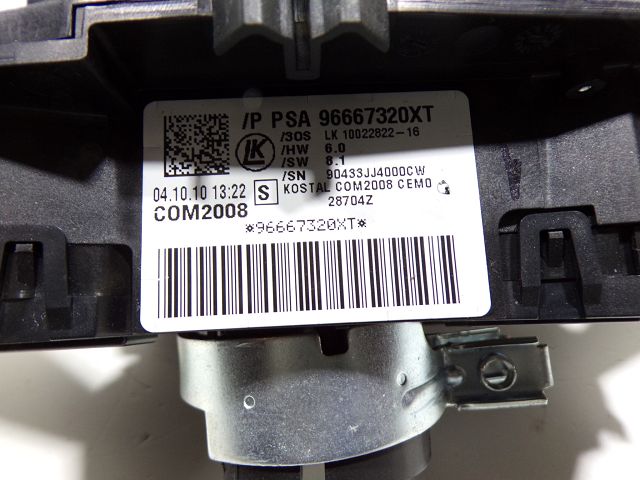 /P PSA 96667320XT
/3OS LK 10022822-16
LK
/HW 6.0
/SW 8.1
/SN 90433JJ4000CW
04.10.10 13:22 S KOSTAL COM2008 CEM0
COM2008 28704Z
*96667320XT*